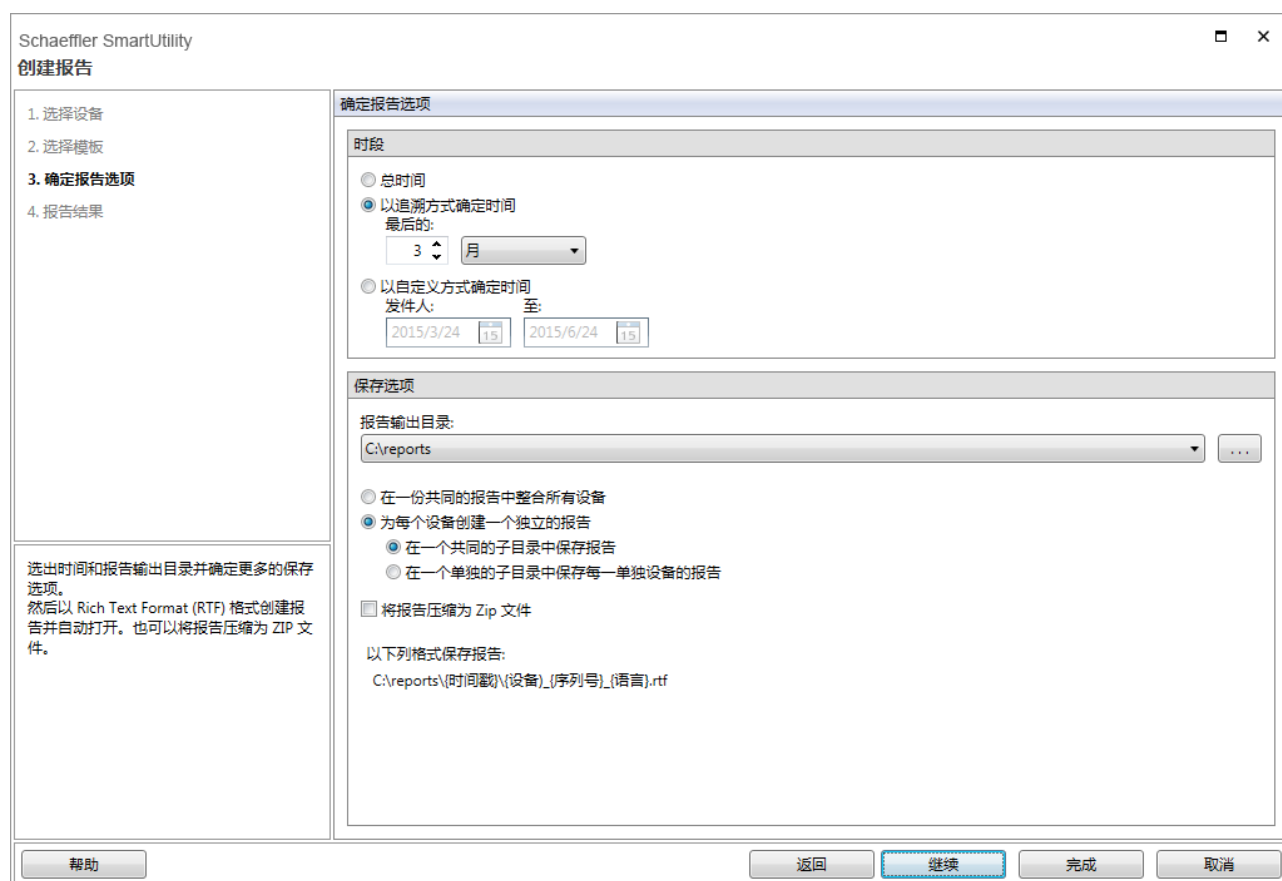 Schaeffler SmartUtility
创建报告
1. 选择设备
2. 选择模板
3. 确定报告选项
4. 报告结果
选出时间和报告输出目录并确定更多的保存
选项。
然后以 Rich Text Format (RTF) 格式创建报
告并自动打开。也可以将报告压缩为 ZIP 文
件。
确定报告选项
时段
总时间
以追溯方式确定时间
最后的:
3 月
以自定义方式确定时间
发件人: 至:
2015/3/24 15 2015/6/24 15
保存选项
报告输出目录:
C:\reports ...
在一份共同的报告中整合所有设备
为每个设备创建一个独立的报告
在一个共同的子目录中保存报告
在一个单独的子目录中保存每一单独设备的报告
将报告压缩为 Zip 文件
以下列格式保存报告:
C:\reports\{时间戳}\{设备)_{序列号}_{语言}.rtf
帮助 返回 继续 完成 取消